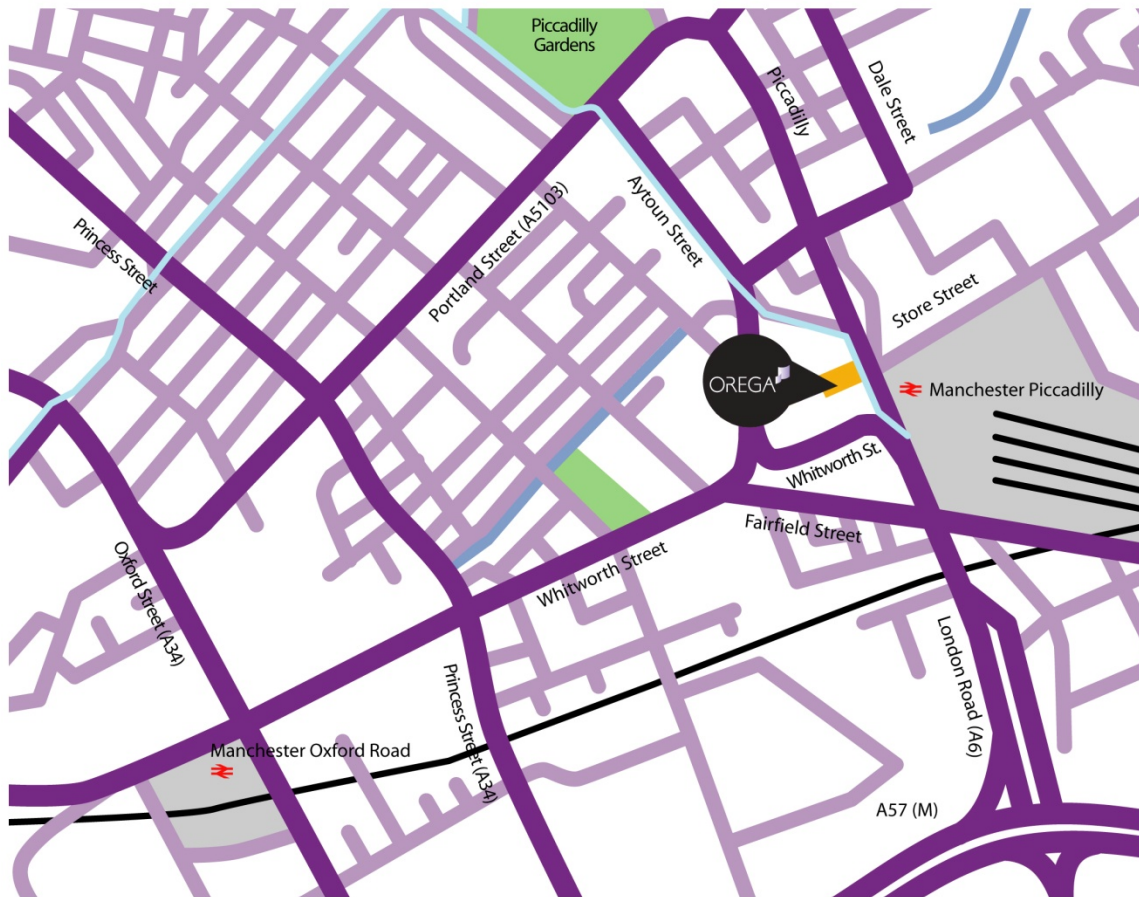 Piccadilly
Gardens
Piccadilly
Dale Street
Aytoun Street
Princess Street
Portland Street (A5103)
Store Street
OREGA
Manchester Piccadilly
Whitworth St.
Fairfield Street
Whitworth Street
Oxford Street (A34)
Princess Street (A34)
London Road (A6)
Manchester Oxford Road
A57 (M)